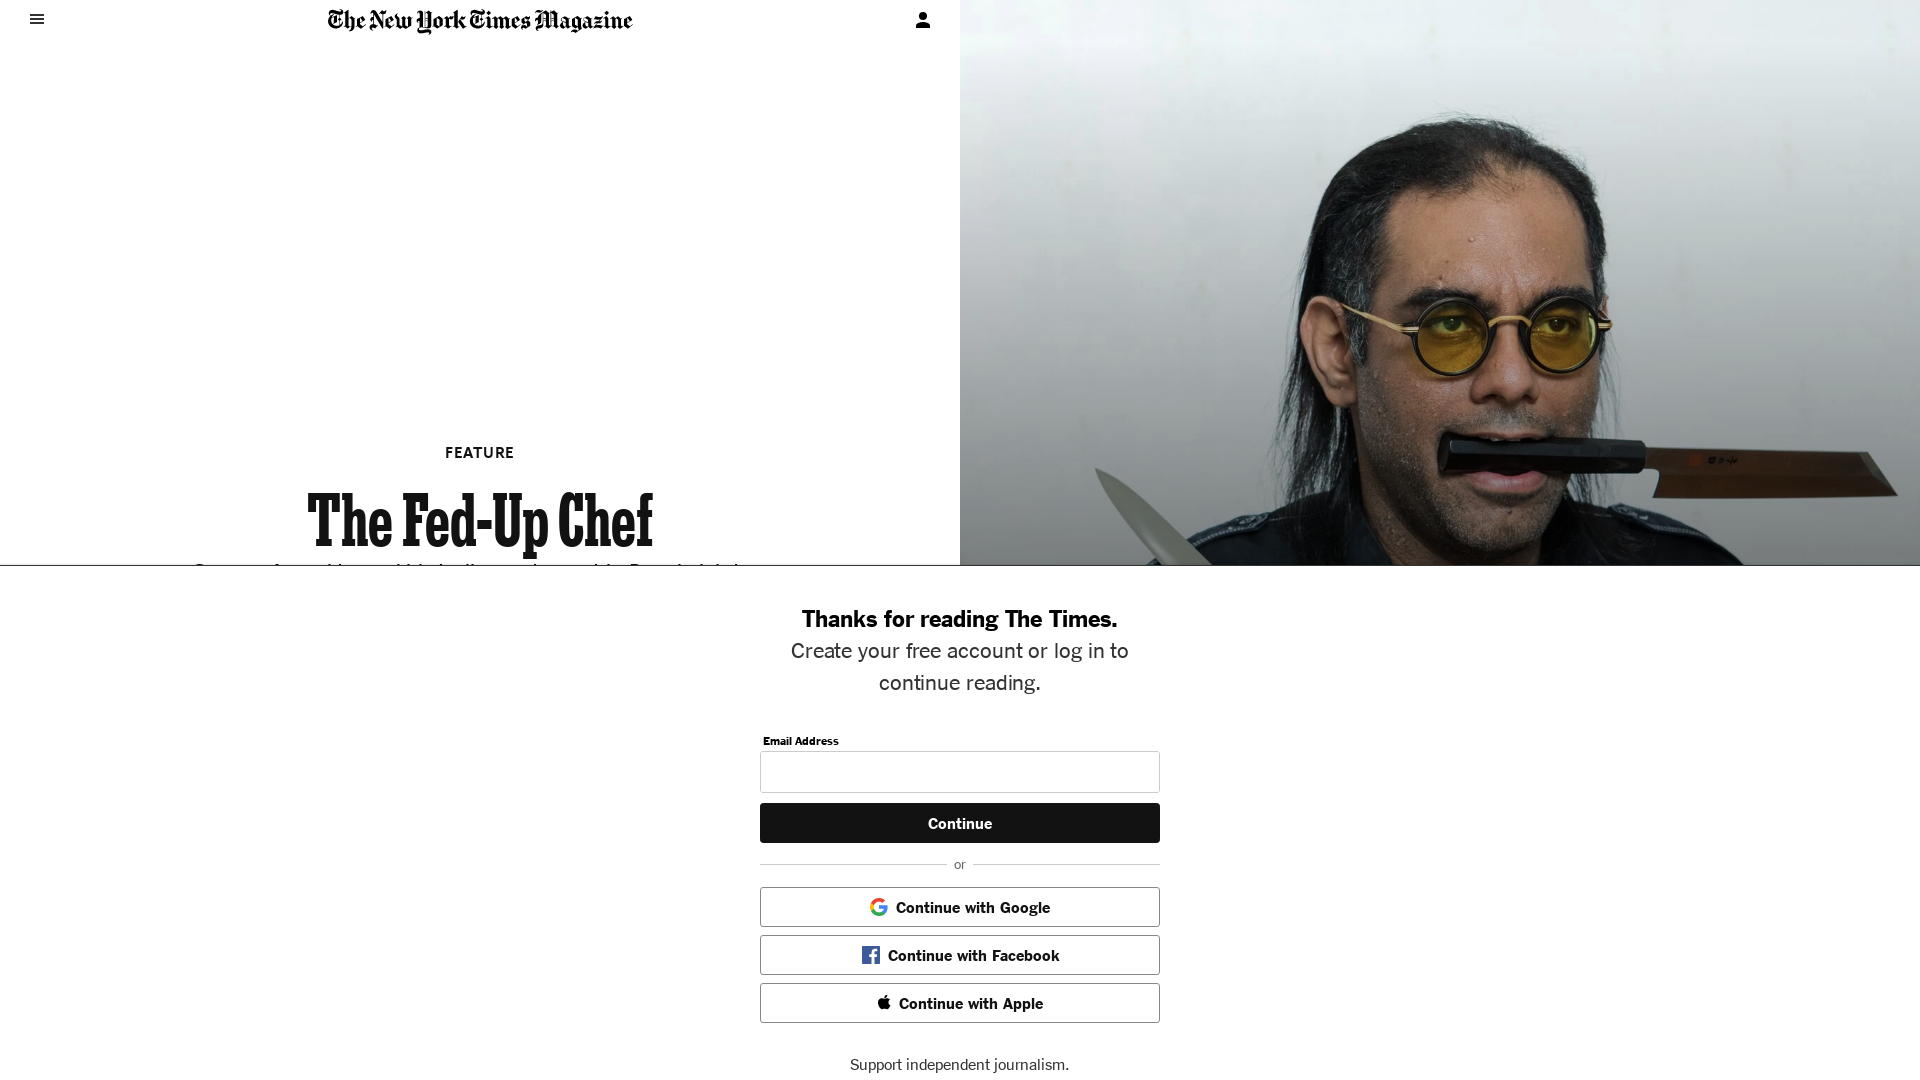 The New York Times Magazine
FEATURE
The Fed-Up Chef
Thanks for reading The Times.
Create your free account or log in to
continue reading.
Email Address
Continue
or
Continue with Google
Continue with Facebook
Continue with Apple
Support independent journalism.